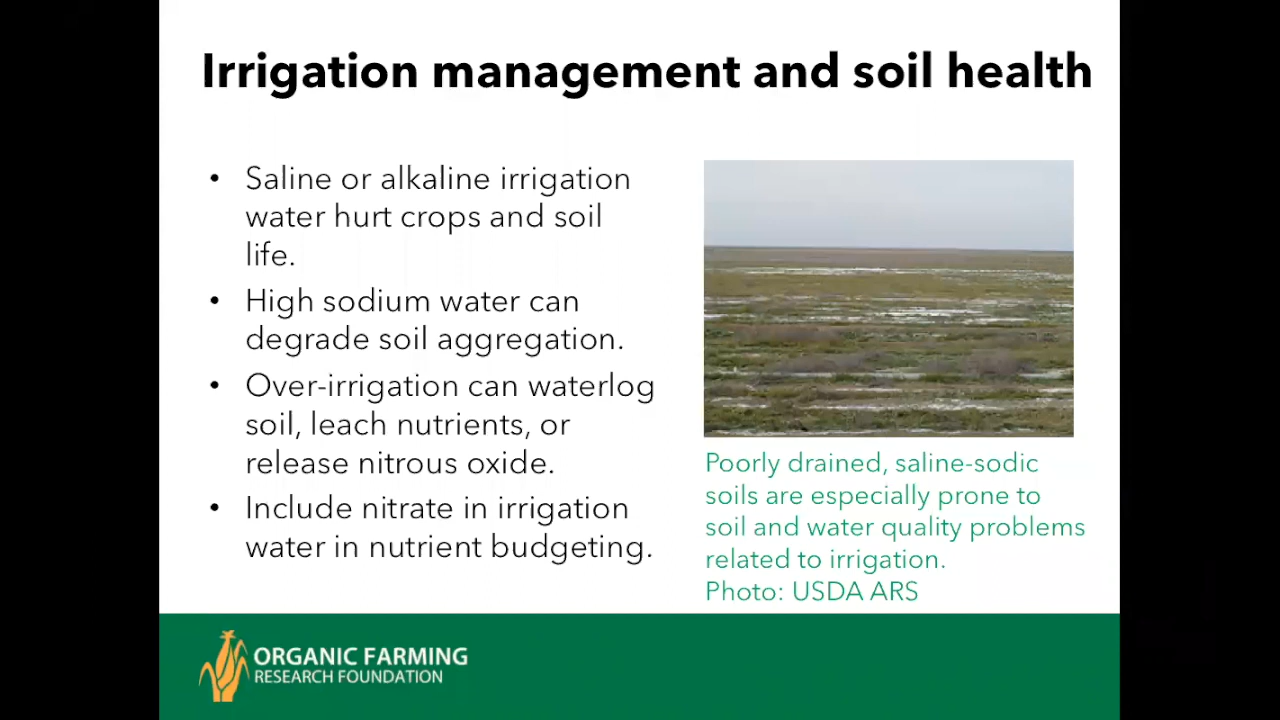 Irrigation management and soil health
• Saline or alkaline irrigation
water hurt crops and soil
life.
• High sodium water can
degrade soil aggregation.
• Over-irrigation can waterlog
soil, leach nutrients, or
release nitrous oxide.
• Include nitrate in irrigation
water in nutrient budgeting.
Poorly drained, saline-sodic
soils are especially prone to
soil and water quality problems
related to irrigation.
Photo: USDA ARS
ORGANIC FARMING
RESEARCH FOUNDATION